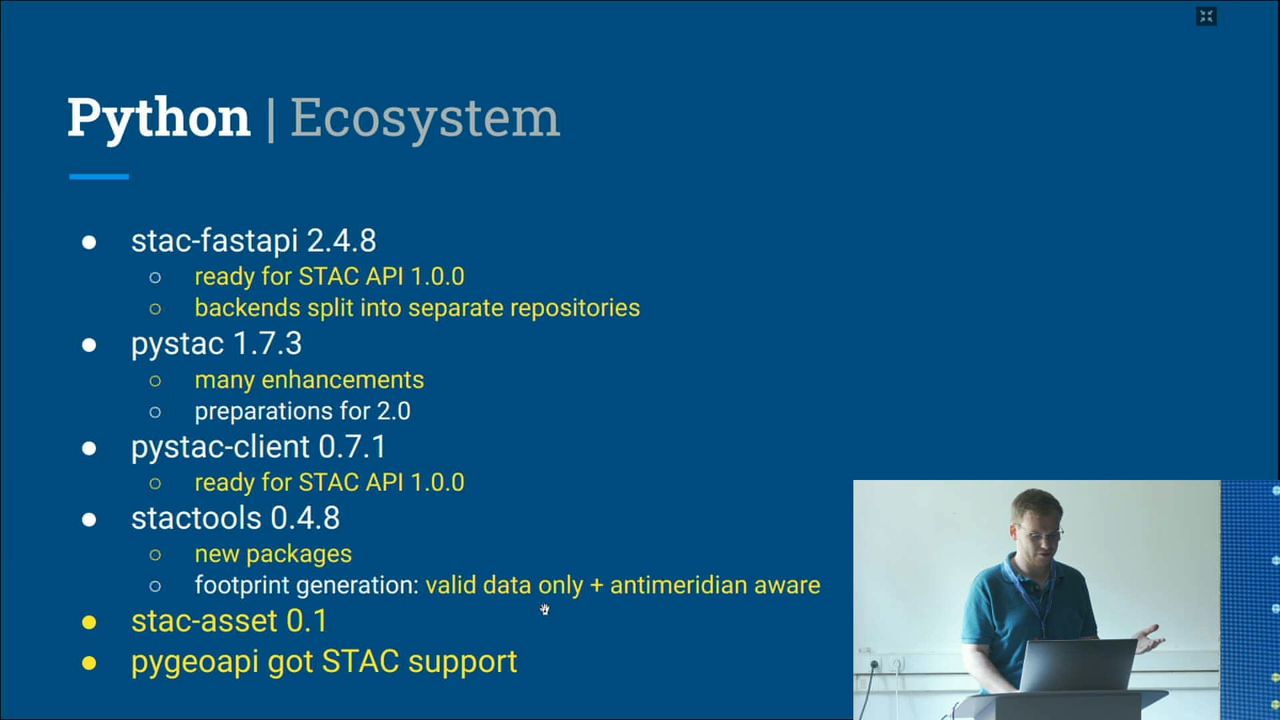 Python | Ecosystem
stac-fastapi 2.4.8
ready for STAC API 1.0.0
backends split into separate repositories
pystac 1.7.3
many enhancements
preparations for 2.0
pystac-client 0.7.1
ready for STAC API 1.0.0
stactools 0.4.8
new packages
footprint generation: valid data only + antimeridian aware
stac-asset 0.1
pygeoapi got STAC support